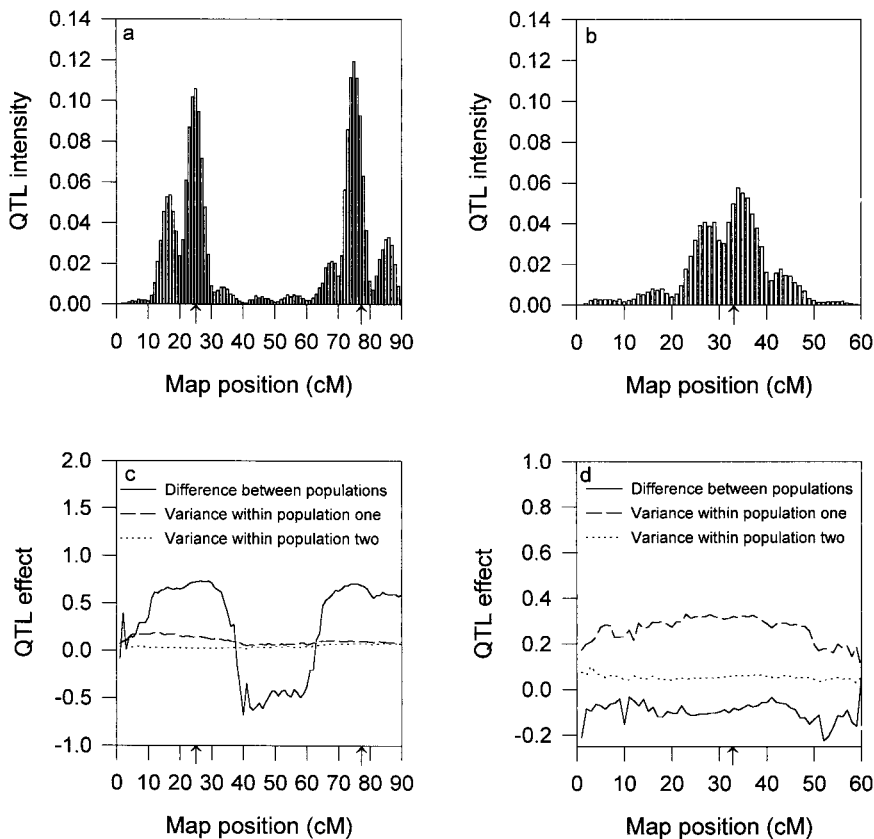 a
QTL intensity
0.14
0.12
0.10
0.08
0.06
0.04
0.02
0.00
0 10 20 30 40 50 60 70 80 90
Map position (cM)
b
QTL intensity
0.14
0.12
0.10
0.08
0.06
0.04
0.02
0.00
0 10 20 30 40 50 60
Map position (cM)
c
QTL effect
2.0
1.5
1.0
0.5
0.0
-0.5
-1.0
Difference between populations
Variance within population one
Variance within population two
0 10 20 30 40 50 60 70 80 90
Map position (cM)
d
QTL effect
1.0
0.8
0.6
0.4
0.2
0.0
-0.2
Difference between populations
Variance within population one
Variance within population two
0 10 20 30 40 50 60
Map position (cM)